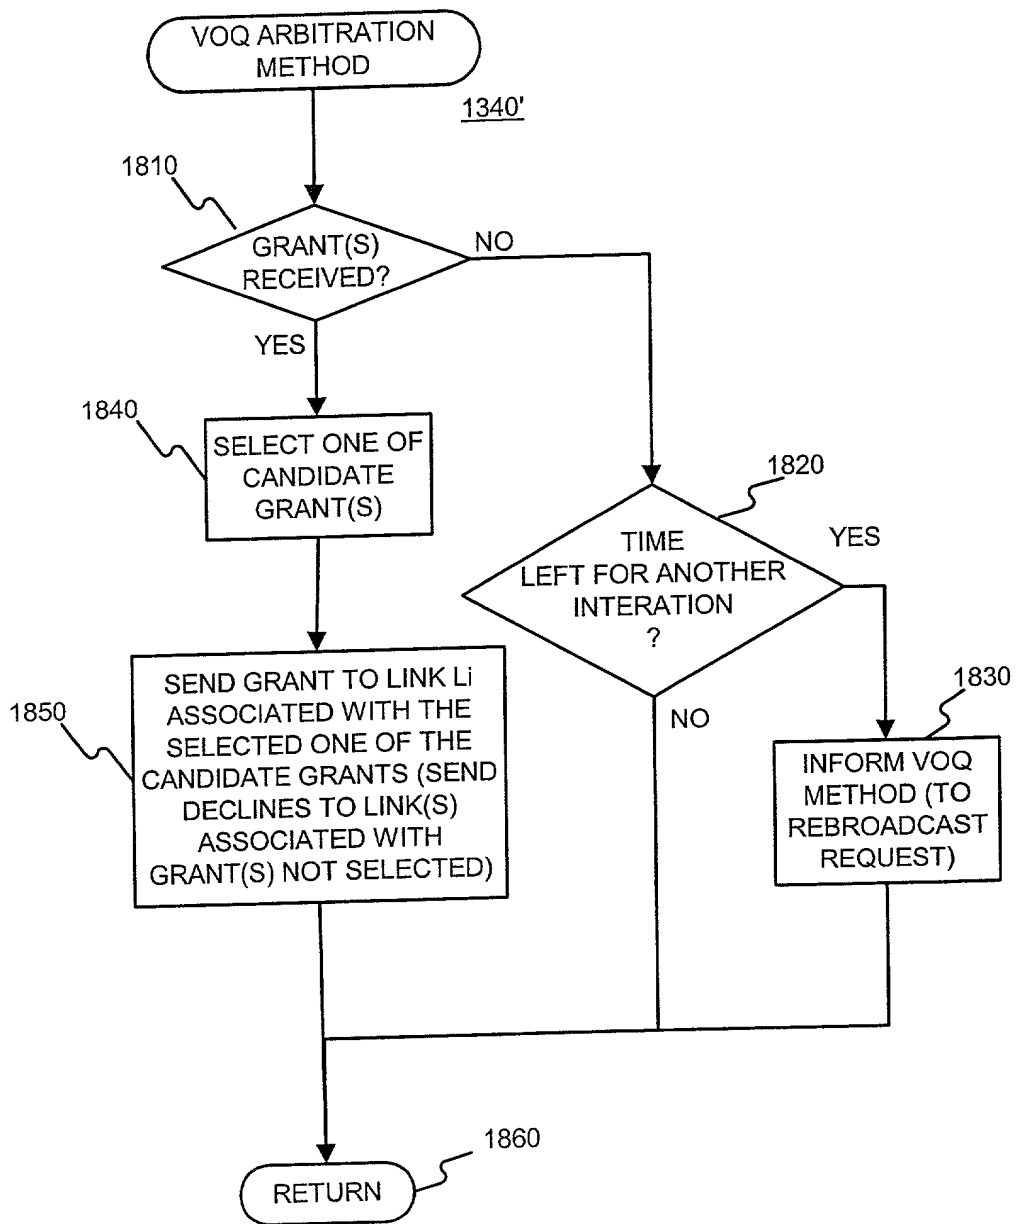 VOQ ARBITRATION
METHOD
1340'
1810
GRANT(S)
RECEIVED?
NO
YES
1840
SELECT ONE OF
CANDIDATE
GRANT(S)
1820
TIME
LEFT FOR ANOTHER
INTERATION
?
YES
NO
1850
SEND GRANT TO LINK Li
ASSOCIATED WITH THE
SELECTED ONE OF THE
CANDIDATE GRANTS (SEND
DECLINES TO LINK(S)
ASSOCIATED WITH
GRANT(S) NOT SELECTED)
1830
INFORM VOQ
METHOD (TO
REBROADCAST
REQUEST)
1860
RETURN